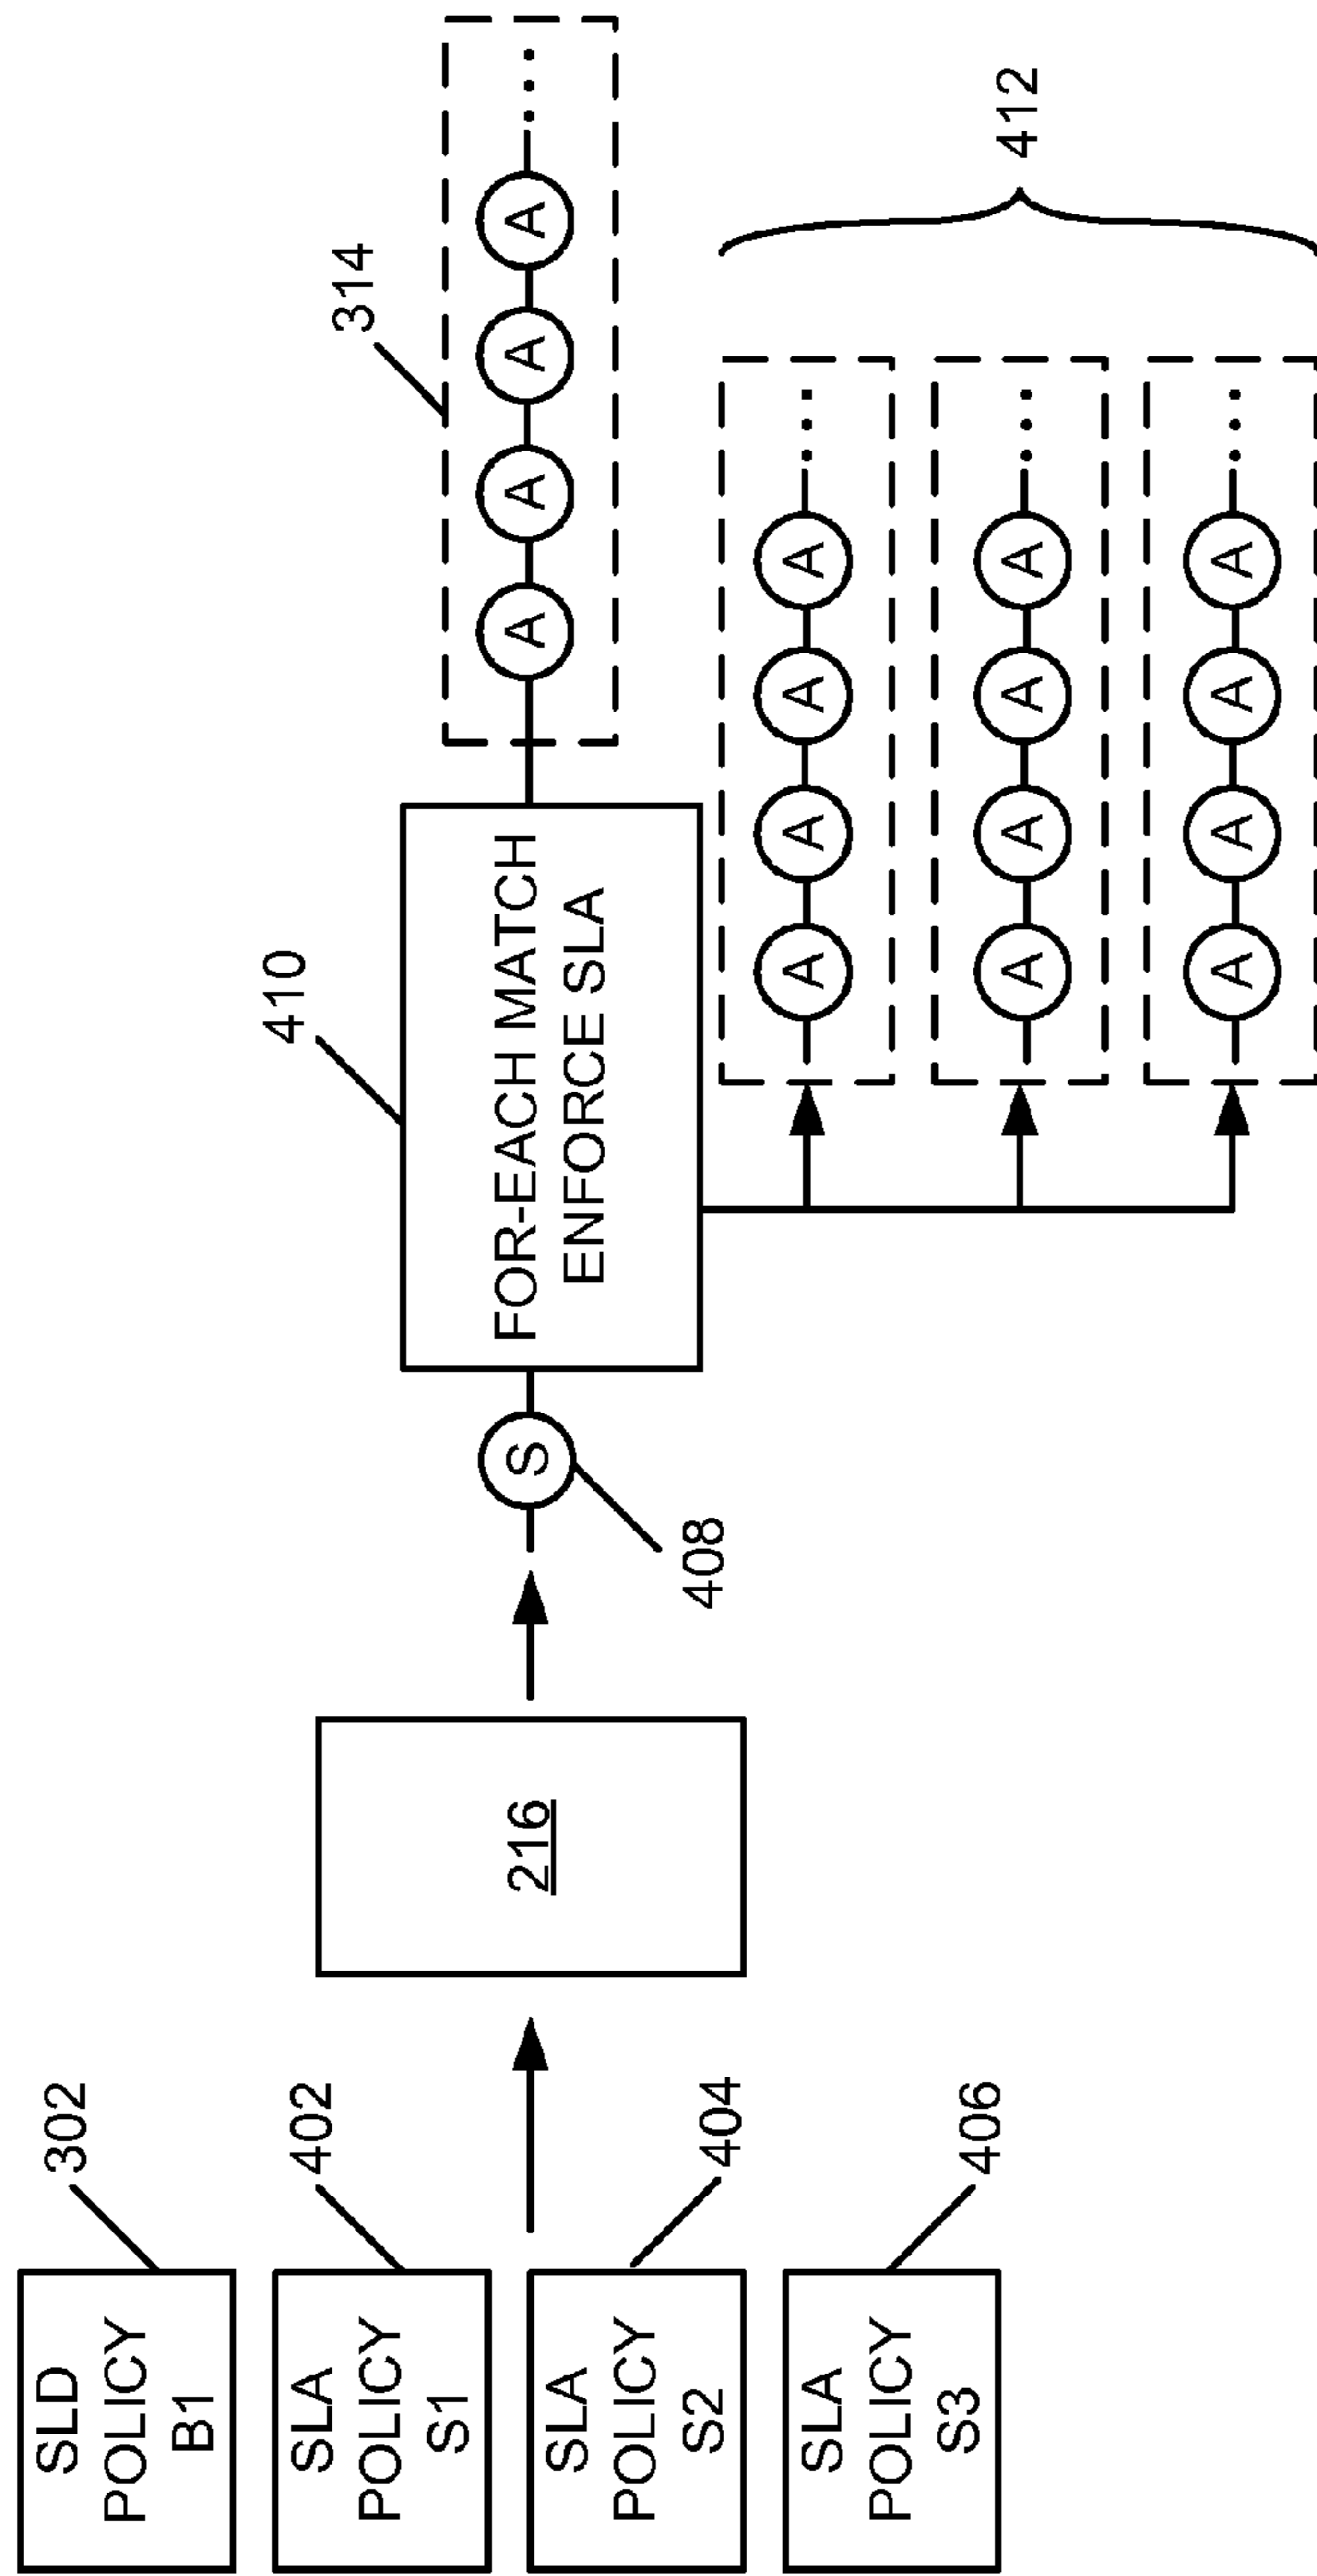 SLD
POLICY
B1
302
SLA
POLICY
S1
402
SLA
POLICY
S2
404
SLA
POLICY
S3
406
216
S
408
410
FOR-EACH MATCH
ENFORCE SLA
314
A A A A ...
A A A A ...
A A A A ...
A A A A ...
412